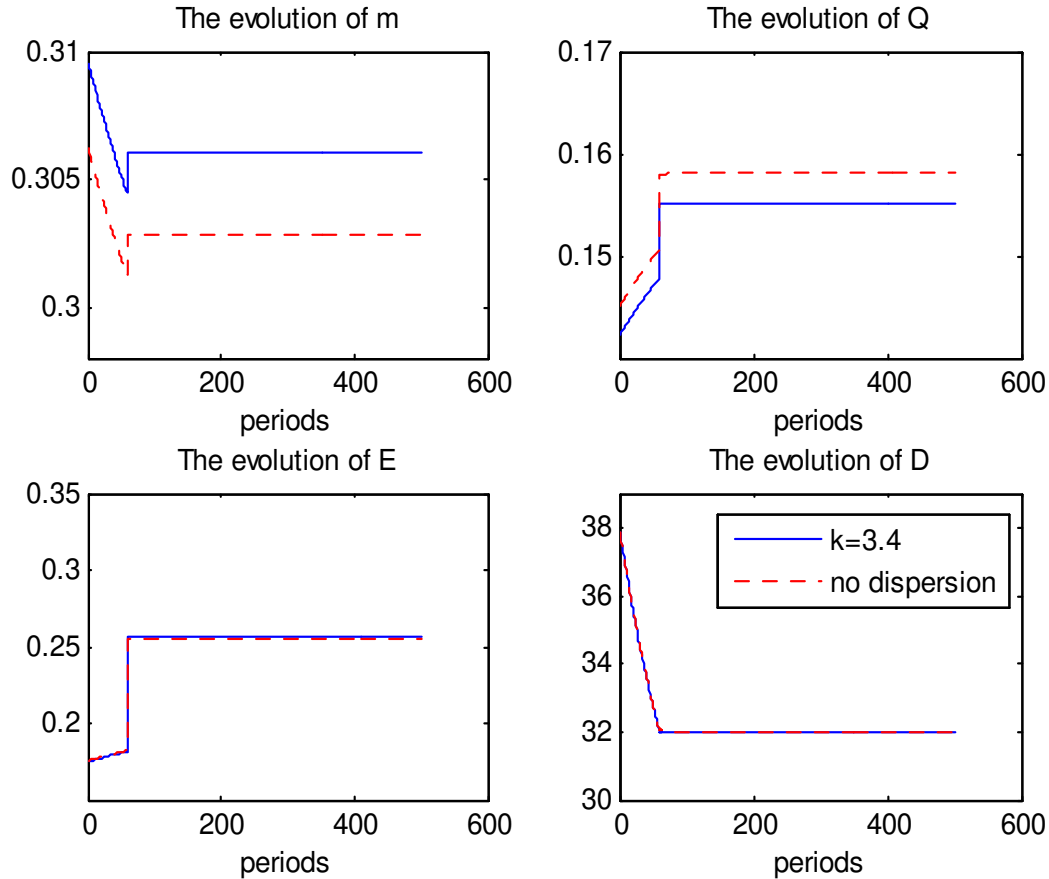 The evolution of m
0.31
0.305
0.3
0 200 400 600
periods
The evolution of Q
0.17
0.16
0.15
0 200 400 600
periods
The evolution of E
0.35
0.3
0.25
0.2
0 200 400 600
periods
The evolution of D
38
36
34
32
30
k=3.4
no dispersion
0 200 400 600
periods